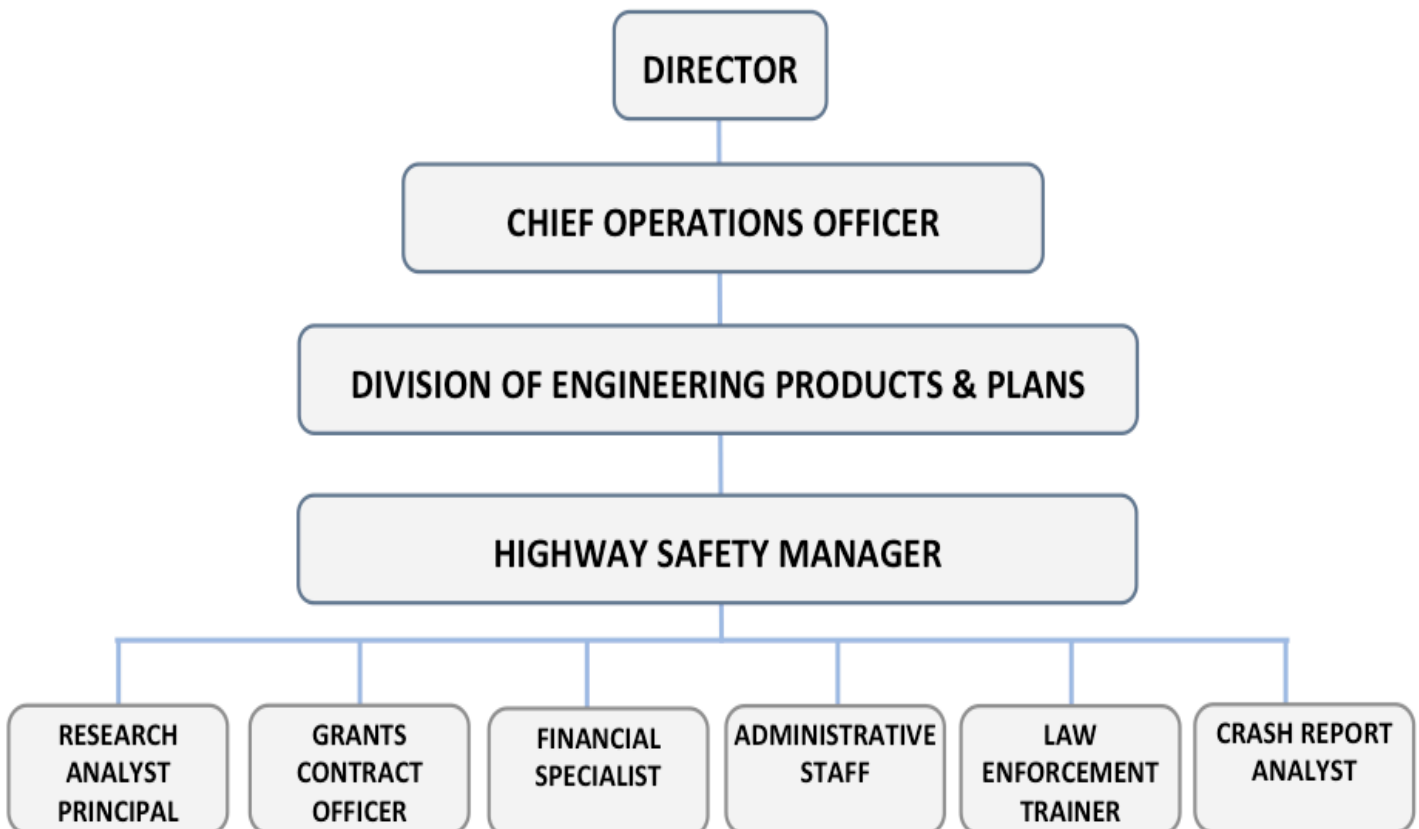 DIRECTOR
CHIEF OPERATIONS OFFICER
DIVISION OF ENGINEERING PRODUCTS & PLANS
HIGHWAY SAFETY MANAGER
RESEARCH
ANALYST
PRINCIPAL
GRANTS
CONTRACT
OFFICER
FINANCIAL
SPECIALIST
ADMINISTRATIVE
STAFF
LAW
ENFORCEMENT
TRAINER
CRASH REPORT
ANALYST